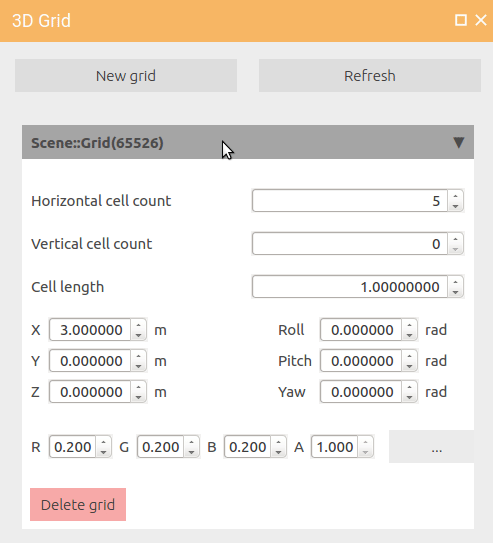 3D Grid
New grid Refresh
Scene::Grid(65526)
Horizontal cell count 5
Vertical cell count 0
Cell length 1.00000000
X 3.000000 m Roll 0.000000 rad
Y 0.000000 m Pitch 0.000000 rad
Z 0.000000 m Yaw 0.000000 rad
R 0.200 G 0.200 B 0.200 A 1.000 ...
Delete grid